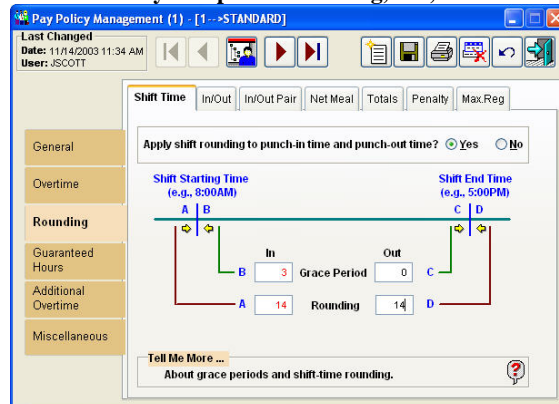 Pay Policy Management (1) - [1-->STANDARD]
Last Changed
Date: 11/14/2003 11:34 AM
User: JSCOTT
Shift Time In/Out In/Out Pair Net Meal Totals Penalty Max.Reg
General
Overtime
Rounding
Guaranteed
Hours
Additional
Overtime
Miscellaneous
Apply shift rounding to punch-in time and punch-out time? Yes No
Shift Starting Time Shift End Time
(e.g., 8:00AM) (e.g., 5:00PM)
A B C D
In Out
B 3 Grace Period 0 C
A 14 Rounding 14 D
Tell Me More ...
About grace periods and shift-time rounding.
?